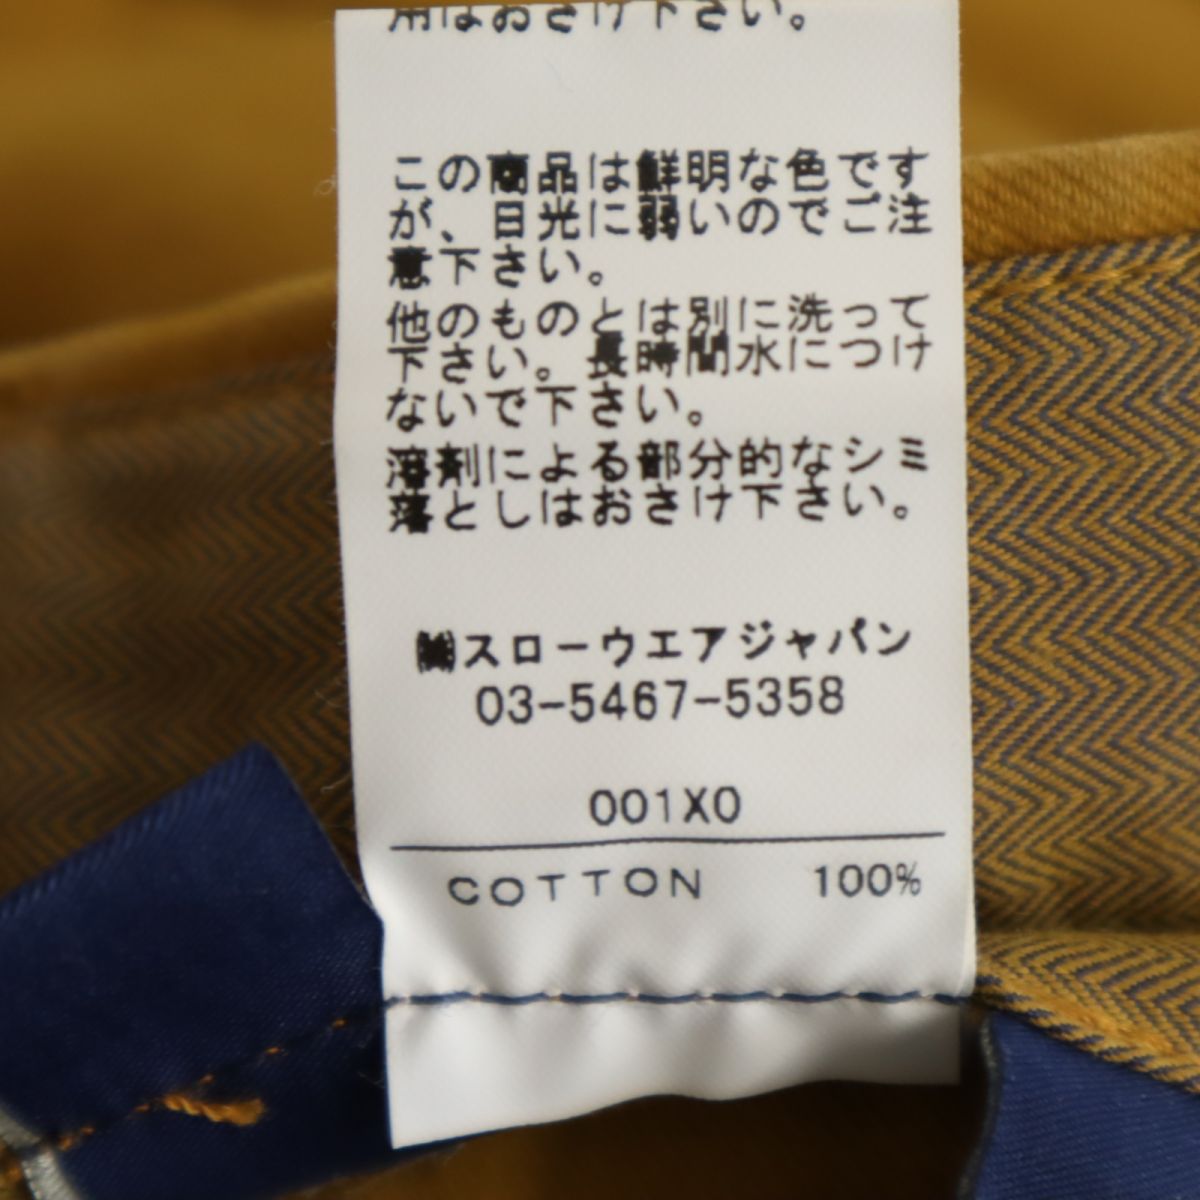 用はおさけ下さい。
この商品は鮮明な色です
が、日光に弱いのでご注
意下さい。
他のものとは別に洗って
下さい。長時間水につけ
ないで下さい。
溶剤による部分的なシミ
落としはおさけ下さい。
㈱スローウエアジャパン
03-5467-5358
001X0
COTTON 100%